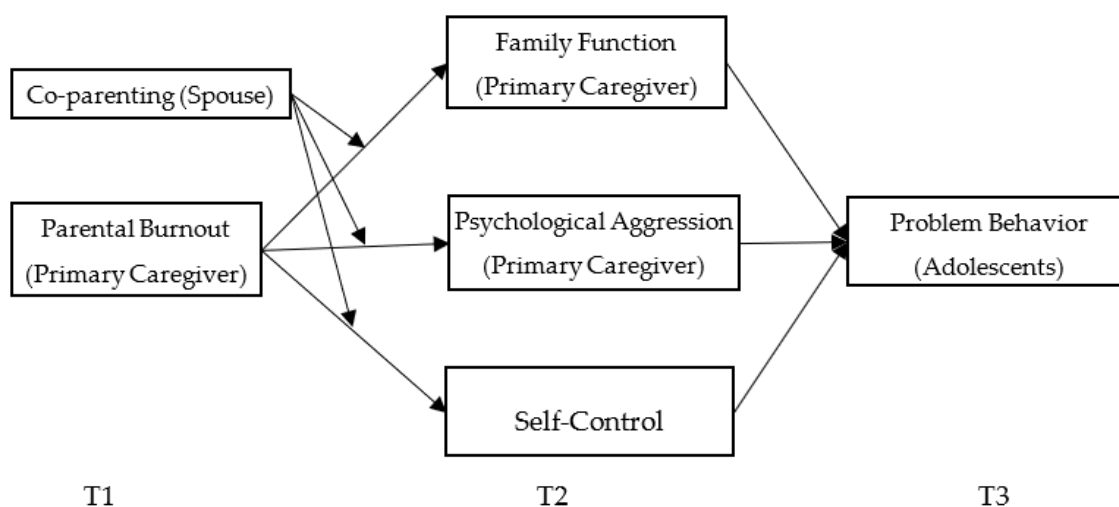 Co-parenting (Spouse)
Parental Burnout
(Primary Caregiver)
Family Function
(Primary Caregiver)
Psychological Aggression
(Primary Caregiver)
Self-Control
Problem Behavior
(Adolescents)
T1
T2
T3